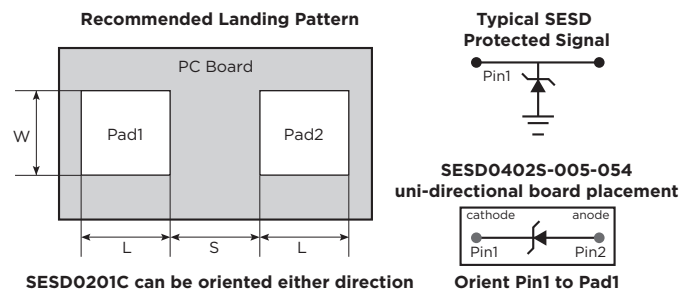 Recommended Landing Pattern
PC Board
Pad1
Pad2
W
L
S
L
SESD0201C can be oriented either direction
Typical SESD
Protected Signal
Pin1
SESD0402S-005-054
uni-directional board placement
cathode
anode
Pin1
Pin2
Orient Pin1 to Pad1